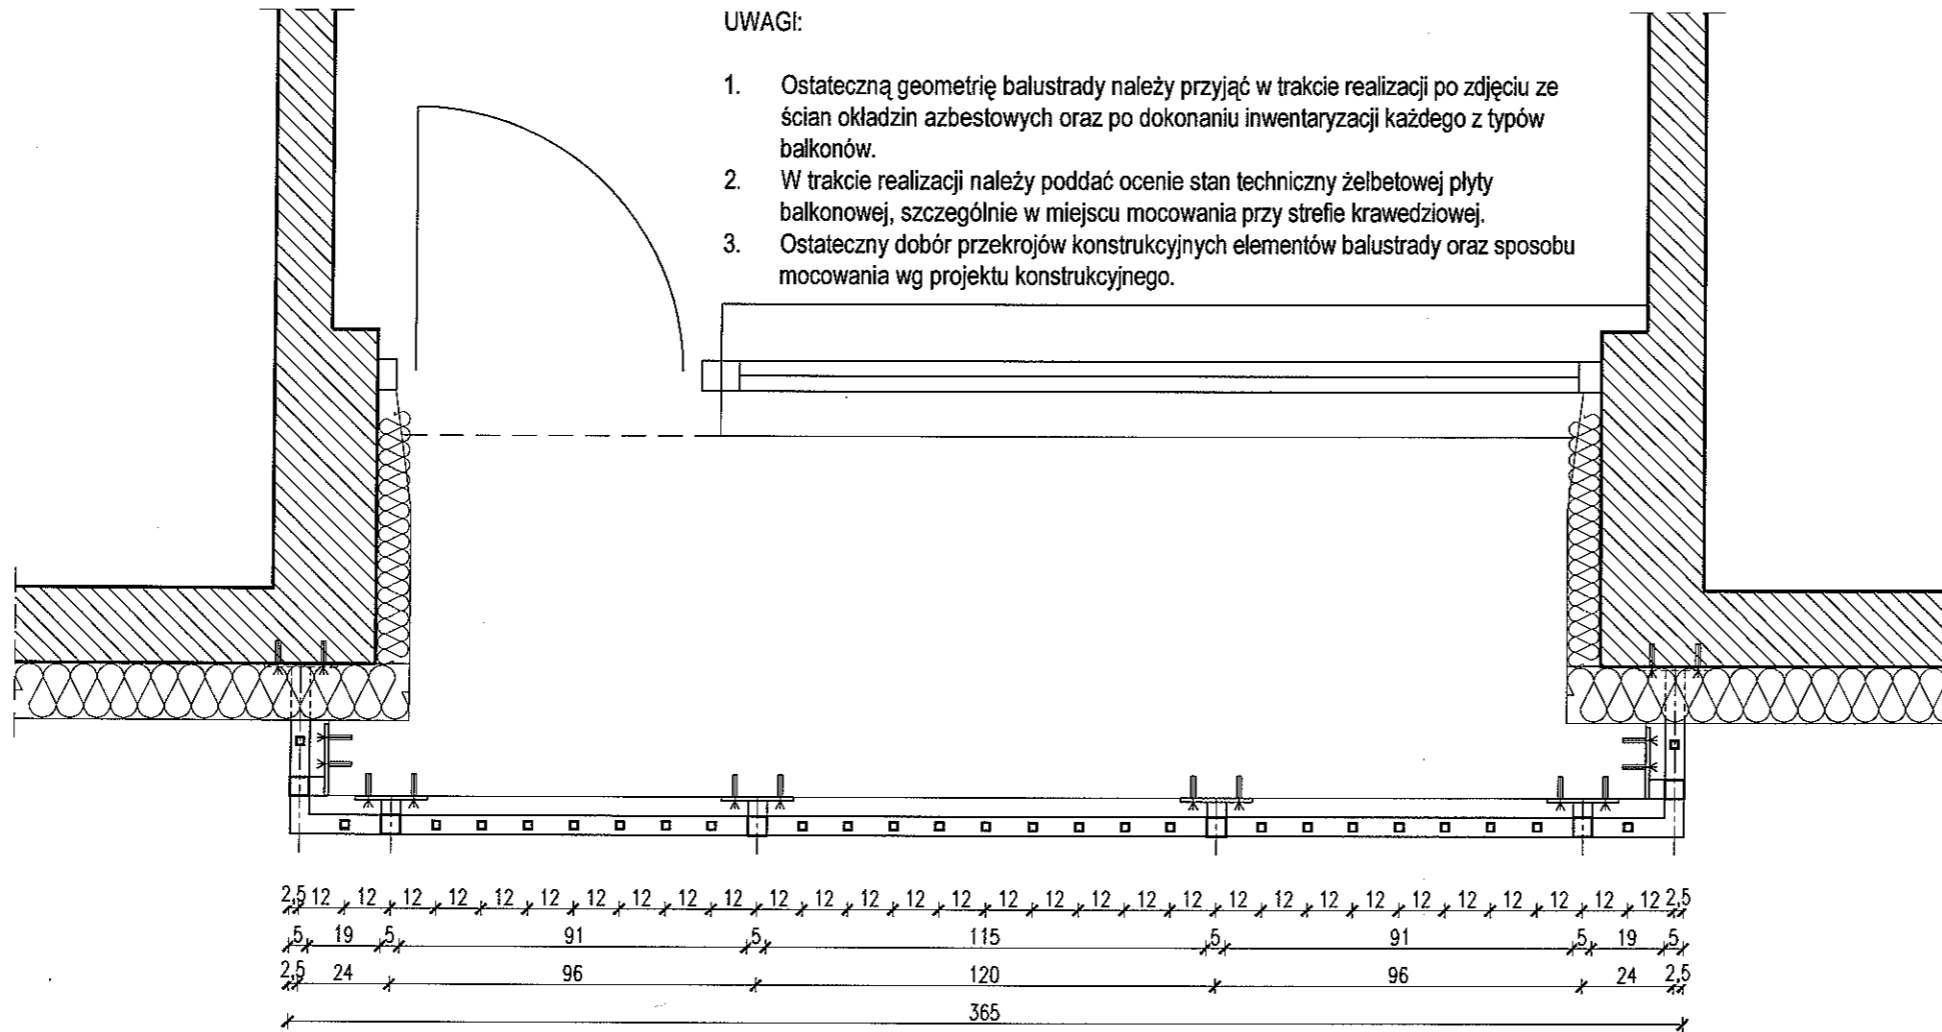 UWAGI:
1. Ostateczną geometrię balustrady należy przyjąć w trakcie realizacji po zdjęciu ze
ścian okładzin azbestowych oraz po dokonaniu inwentaryzacji każdego z typów
balkonów.
2. W trakcie realizacji należy poddać ocenie stan techniczny żelbetowej płyty
balkonowej, szczególnie w miejscu mocowania przy strefie krawedziowej.
3. Ostateczny dobór przekrojów konstrukcyjnych elementów balustrady oraz sposobu
mocowania wg projektu konstrukcyjnego.
2,5 12 12 12 12 12 12 12 12 12 12 12 12 12 12 12 12 12 12 12 12 12 12 12 12 12 12 12 12 12 12 2,5
5 19 5 91 5 115 5 91 5 19 5
2,5 24 96 120 96 24 2,5
365